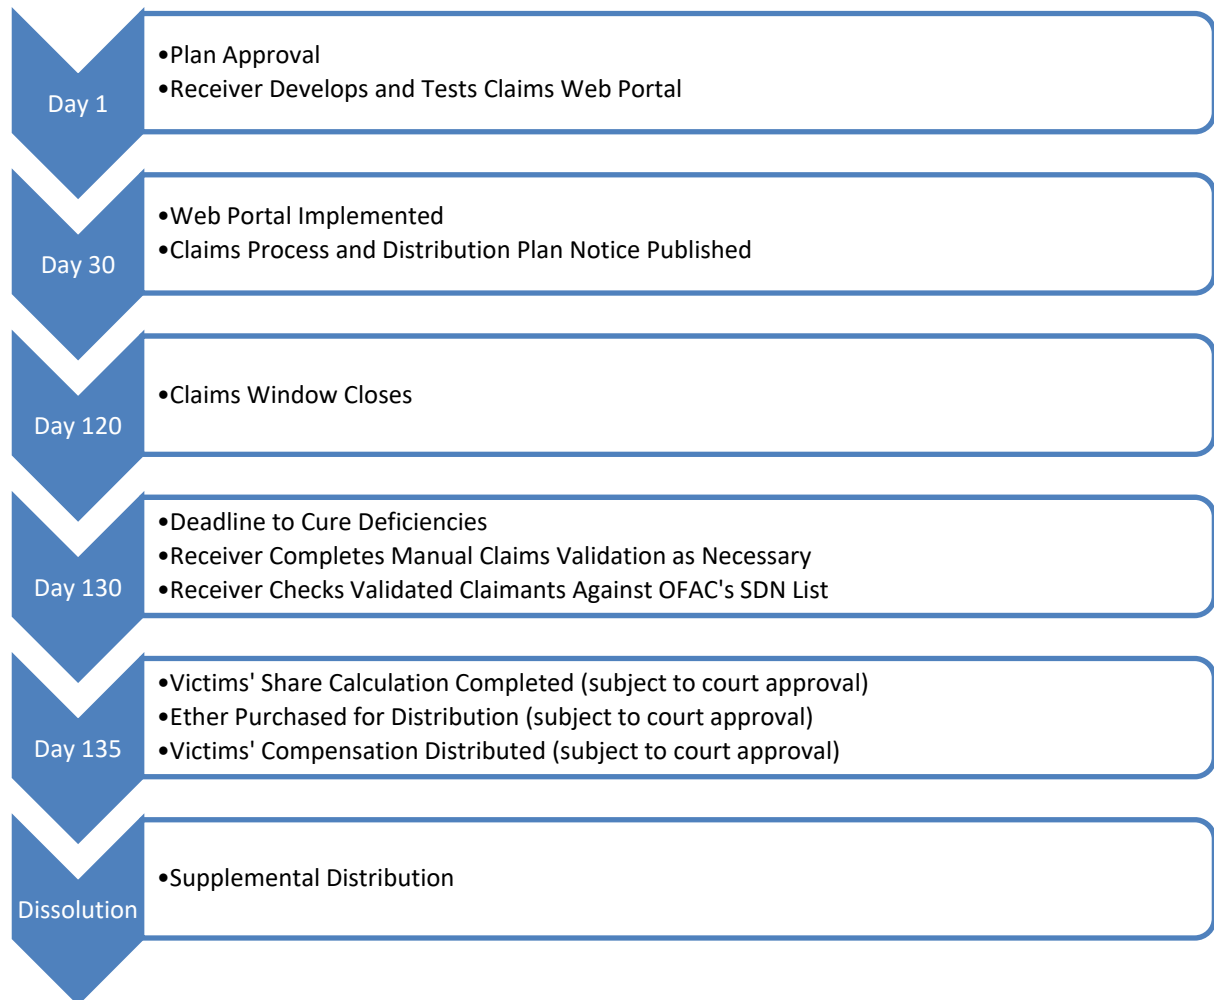 Day 1
•Plan Approval
•Receiver Develops and Tests Claims Web Portal
Day 30
•Web Portal Implemented
•Claims Process and Distribution Plan Notice Published
Day 120
•Claims Window Closes
Day 130
•Deadline to Cure Deficiencies
•Receiver Completes Manual Claims Validation as Necessary
•Receiver Checks Validated Claimants Against OFAC's SDN List
Day 135
•Victims' Share Calculation Completed (subject to court approval)
•Ether Purchased for Distribution (subject to court approval)
•Victims' Compensation Distributed (subject to court approval)
Dissolution
•Supplemental Distribution